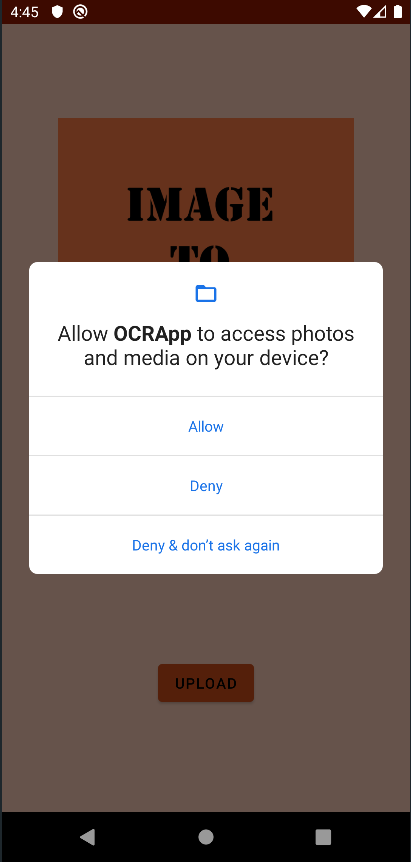 4:45
IMAGE
TO
Allow OCRApp to access photos
and media on your device?
Allow
Deny
Deny & don’t ask again
UPLOAD